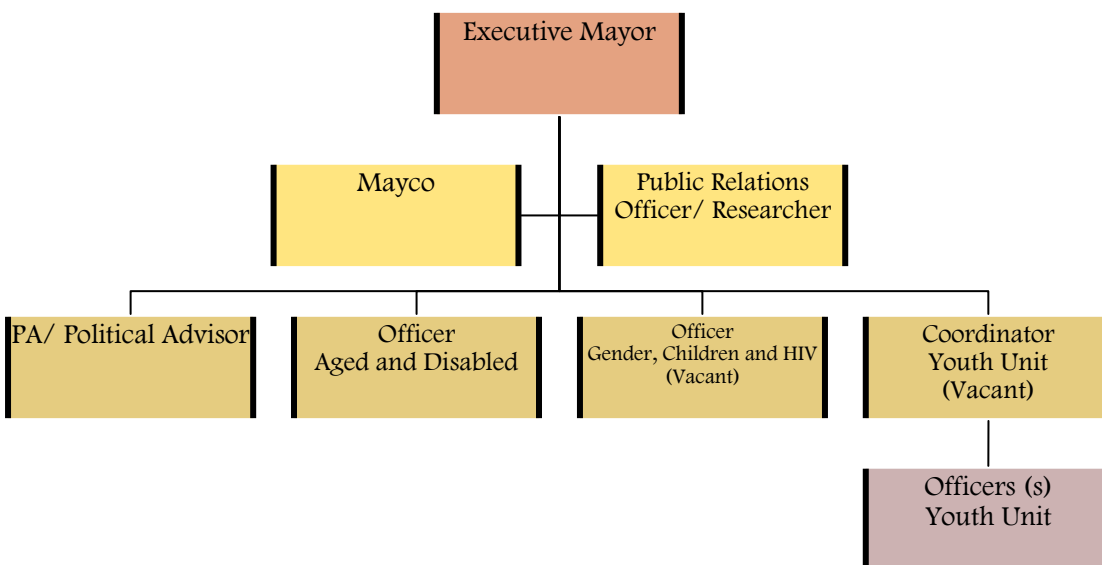 Executive Mayor
Mayco
Public Relations
Officer/ Researcher
PA/ Political Advisor
Officer
Aged and Disabled
Officer
Gender, Children and HIV
(Vacant)
Coordinator
Youth Unit
(Vacant)
Officers (s)
Youth Unit